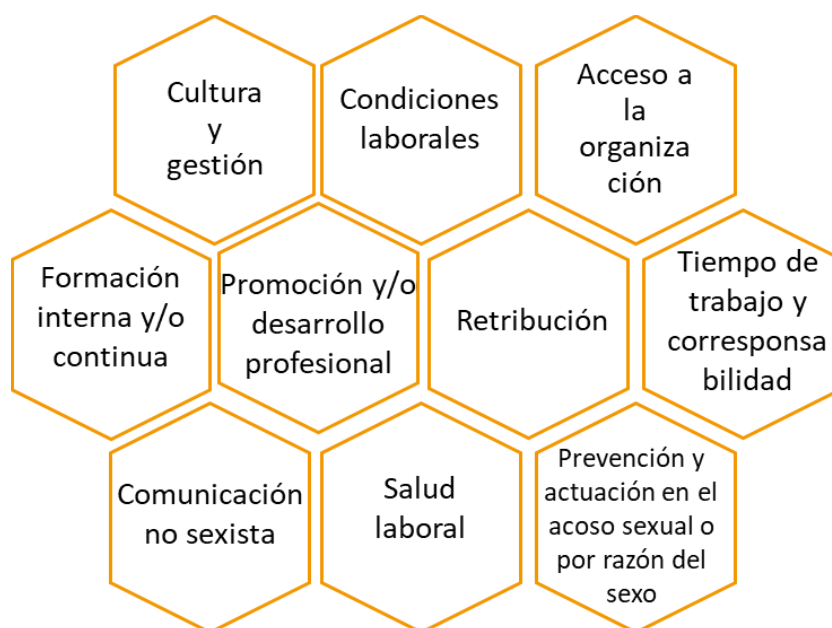 Cultura
y
gestión
Condiciones
laborales
Acceso a
la
organiza
ción
Formación
interna y/o
continua
Promoción y/o
desarrollo
profesional
Retribución
Tiempo de
trabajo y
corresponsa
bilidad
Comunicación
no sexista
Salud
laboral
Prevención y
actuación en el
acoso sexual o
por razón del
sexo